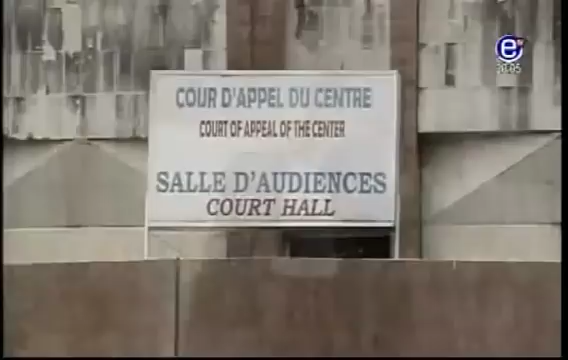 COUR D'APPEL DU CENTRE
COURT OF APPEAL OF THE CENTER
SALLE D'AUDIENCES
COURT HALL
e